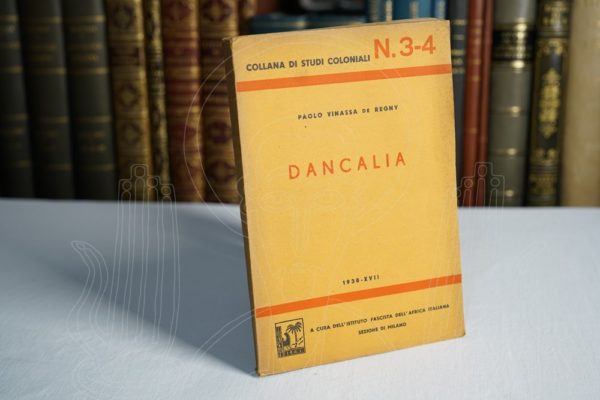 COLLANA DI STUDI COLONIALI N. 3-4
PAOLO VINASSA DE REGNY
DANCALIA
1938-XVII
A CURA DELL'ISTITUTO FASCISTA DELL'AFRICA ITALIANA
SEZIONE DI MILANO